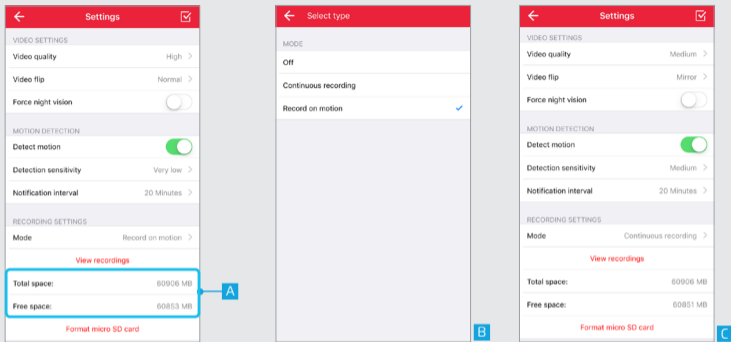 Settings
VIDEO SETTINGS
Video quality High
Video flip Normal
Force night vision
MOTION DETECTION
Detect motion
Detection sensitivity Very low
Notification interval 20 Minutes
RECORDING SETTINGS
Mode Record on motion
View recordings
Total space: 60906 MB
Free space: 60853 MB
Format micro SD card
A
Select type
MODE
Off
Continuous recording
Record on motion
B
Settings
VIDEO SETTINGS
Video quality Medium
Video flip Mirror
Force night vision
MOTION DETECTION
Detect motion
Detection sensitivity Medium
Notification interval 20 Minutes
RECORDING SETTINGS
Mode Continuous recording
View recordings
Total space: 60906 MB
Free space: 60851 MB
Format micro SD card
C